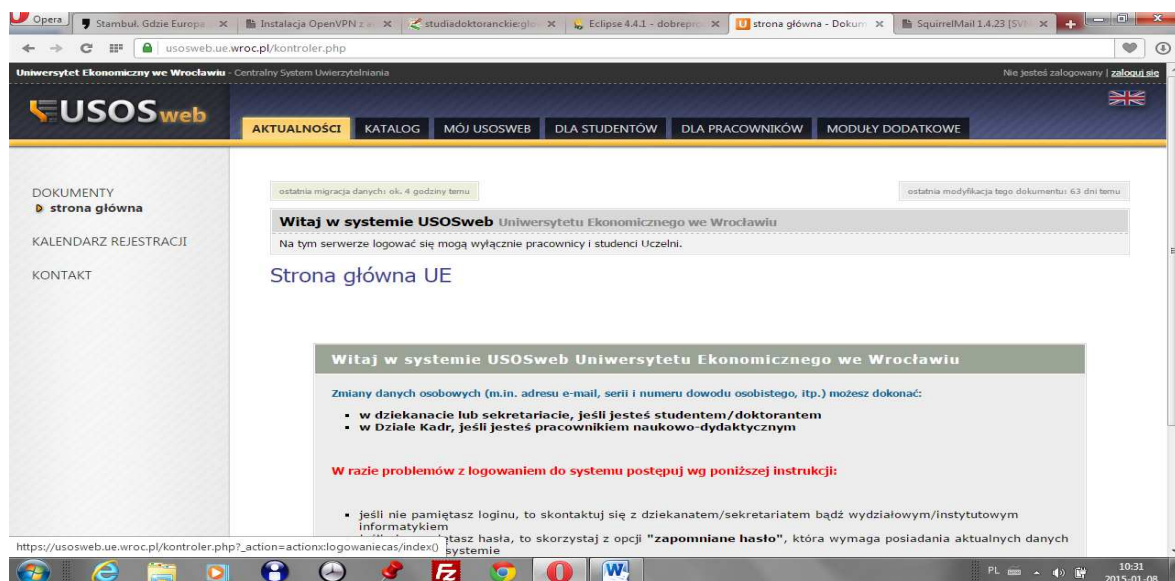 Opera
Stambuł. Gdzie Europa
Instalacja OpenVPN z
studiadoktoranckie:gło
Eclipse 4.4.1 - dobrepro
strona główna - Dokum
SquirrelMail 1.4.23 [SVN
usosweb.ue.wroc.pl/kontroler.php
Uniwersytet Ekonomiczny we Wrocławiu - Centralny System Uwierzytelniania
Nie jesteś zalogowany | zaloguj się
USOSweb
AKTUALNOŚCI
KATALOG
MÓJ USOSWEB
DLA STUDENTÓW
DLA PRACOWNIKÓW
MODUŁY DODATKOWE
DOKUMENTY
strona główna
KALENDARZ REJESTRACJI
KONTAKT
ostatnia migracja danych: ok. 4 godziny temu
ostatnia modyfikacja tego dokumentu: 63 dni temu
Witaj w systemie USOSweb Uniwersytetu Ekonomicznego we Wrocławiu
Na tym serwerze logować się mogą wyłącznie pracownicy i studenci Uczelni.
Strona główna UE
Witaj w systemie USOSweb Uniwersytetu Ekonomicznego we Wrocławiu
Zmiany danych osobowych (m.in. adresu e-mail, serii i numeru dowodu osobistego, itp.) możesz dokonać:
w dziekanacie lub sekretariacie, jeśli jesteś studentem/doktorantem
w Dziale Kadr, jeśli jesteś pracownikiem naukowo-dydaktycznym
W razie problemów z logowaniem do systemu postępuj wg poniższej instrukcji:
jeśli nie pamiętasz loginu, to skontaktuj się z dziekanatem/sekretariatem bądź wydziałowym/instytutowym
informatykiem
hasła, to skorzystaj z opcji "zapomniane hasło", która wymaga posiadania aktualnych danych
systemie
https://usosweb.ue.wroc.pl/kontroler.php?_action=actionx:logowaniecas/index()
PL
10:31
2015-01-08